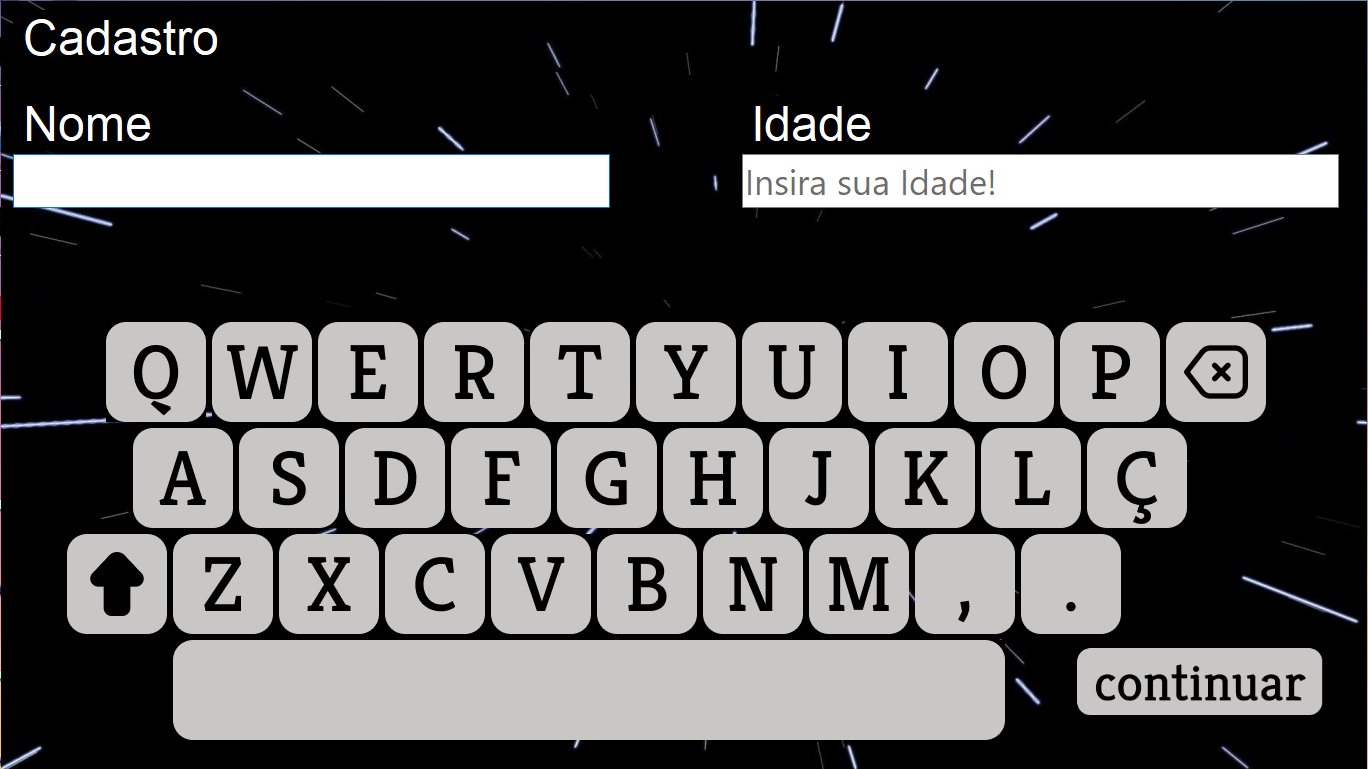 Cadastro
Nome Idade
Insira sua Idade!
Q W E R T Y U I O P
A S D F G H J K L Ç
Z X C V B N M , .
continuar